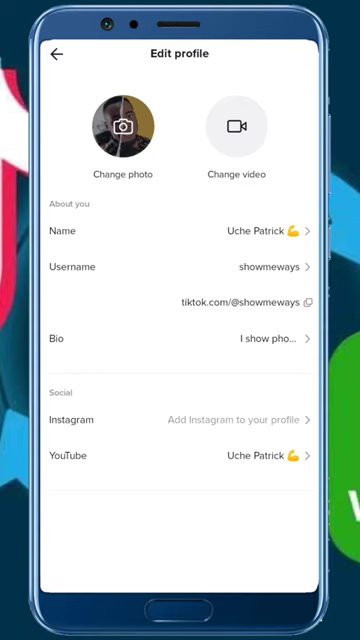 Edit profile
Change photo
Change video
About you
Name
Uche Patrick 💪
Username
showmeways
tiktok.com/@showmeways
Bio
I show pho...
Social
Instagram
Add Instagram to your profile
YouTube
Uche Patrick 💪